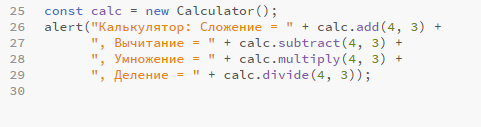 25 const calc = new Calculator();
26 alert("Калькулятор: Сложение = " + calc.add(4, 3) +
27 ", Вычитание = " + calc.subtract(4, 3) +
28 ", Умножение = " + calc.multiply(4, 3) +
29 ", Деление = " + calc.divide(4, 3));
30